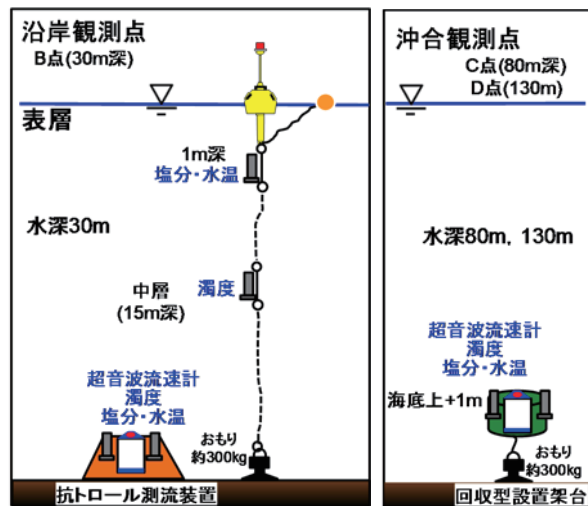 沿岸観測点
B点(30m深)
表層
1m深
塩分・水温
水深30m
濁度
中層
(15m深)
超音波流速計
濁度
塩分・水温
おもり
約300kg
抗トロール測流装置
沖合観測点
C点(80m深)
D点(130m)
水深80m, 130m
超音波流速計
濁度
塩分・水温
海底上+1m
おもり
約300kg
回収型設置架台